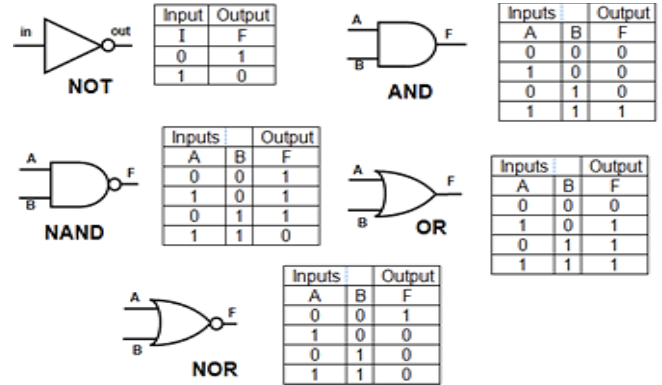 in out
NOT
Input Output
I F
0 1
1 0
A
B
F
AND
Inputs Output
A B F
0 0 0
1 0 0
0 1 0
1 1 1
A
B
F
NAND
Inputs Output
A B F
0 0 1
1 0 1
0 1 1
1 1 0
A
B
F
OR
Inputs Output
A B F
0 0 0
1 0 1
0 1 1
1 1 1
A
B
F
NOR
Inputs Output
A B F
0 0 1
1 0 0
0 1 0
1 1 0